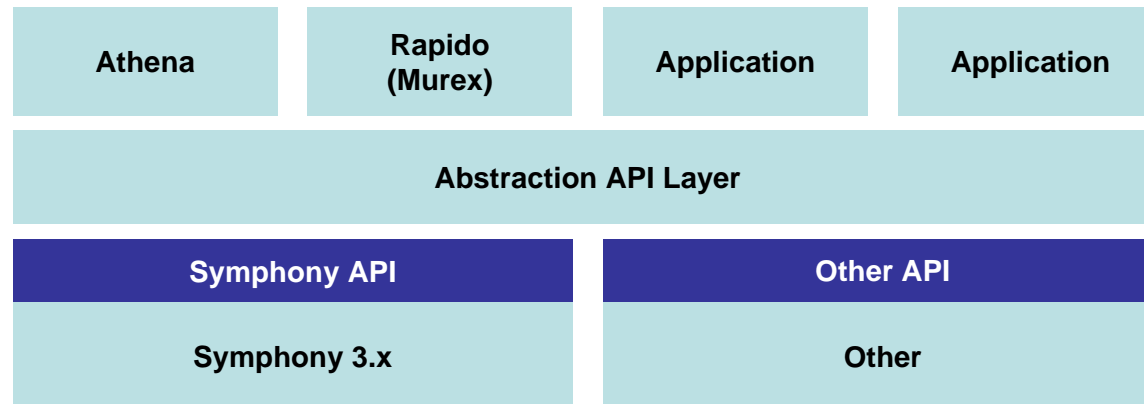 Athena
Rapido
(Murex)
Application
Application
Abstraction API Layer
Symphony API
Other API
Symphony 3.x
Other